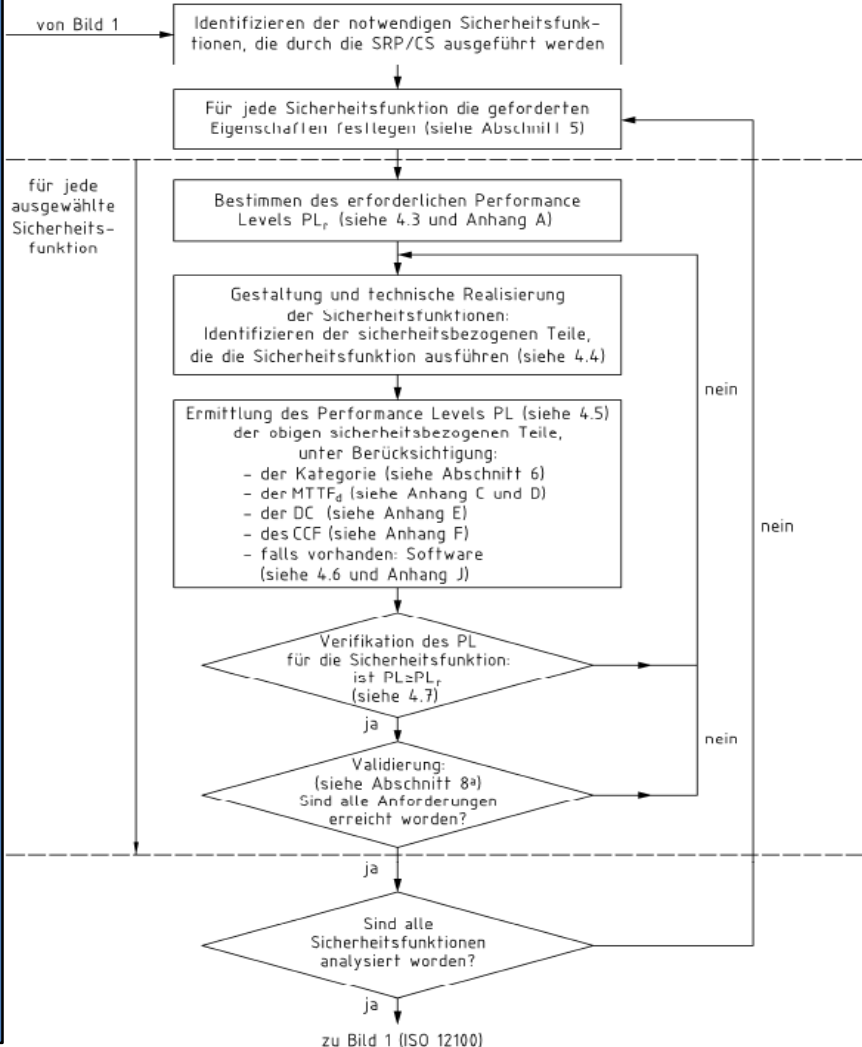 von Bild 1
Identifizieren der notwendigen Sicherheitsfunk-
tionen, die durch die SRP/CS ausgeführt werden
Für jede Sicherheitsfunktion die geforderten
Eigenschaften festlegen (siehe Abschnitt 5)
für jede
ausgewählte
Sicherheits-
funktion
Bestimmen des erforderlichen Performance
Levels PLr (siehe 4.3 und Anhang A)
Gestaltung und technische Realisierung
der Sicherheitsfunktionen:
Identifizieren der sicherheitsbezogenen Teile,
die die Sicherheitsfunktion ausführen (siehe 4.4)
nein
Ermittlung des Performance Levels PL (siehe 4.5)
der obigen sicherheitsbezogenen Teile,
unter Berücksichtigung:
- der Kategorie (siehe Abschnitt 6)
- der MTTFd (siehe Anhang C und D)
- der DC (siehe Anhang E)
- des CCF (siehe Anhang F)
- falls vorhanden: Software
(siehe 4.6 und Anhang J)
nein
Verifikation des PL
für die Sicherheitsfunktion:
ist PL≥PLr
(siehe 4.7)
ja
nein
Validierung:
(siehe Abschnitt 8ª)
Sind alle Anforderungen
erreicht worden?
ja
Sind alle
Sicherheitsfunktionen
analysiert worden?
ja
zu Bild 1 (ISO 12100)